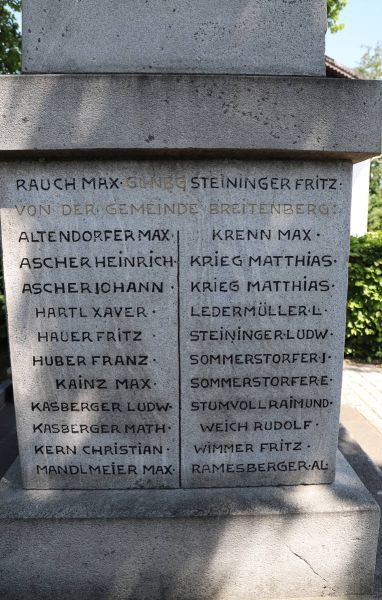 RAUCH MAX· GLNBG STEININGER FRITZ·
VON DER GEMEINDE BREITENBERG:
ALTENDORFER MAX·
ASCHER HEINRICH·
ASCHER JOHANN·
HARTL XAVER·
HAUER FRITZ·
HUBER FRANZ·
KAINZ MAX·
KASBERGER LUDW·
KASBERGER MATH·
KERN CHRISTIAN·
MANDLMEIER MAX·
KRENN MAX·
KRIEG MATTHIAS·
KRIEG MATTHIAS·
LEDERMÜLLER·L·
STEININGER·LUDW·
SOMMERSTORFER·J·
SOMMERSTORFER·E·
STUMVOLL RAIMUND·
WEICH RUDOLF·
WIMMER FRITZ·
RAMESBERGER·AL